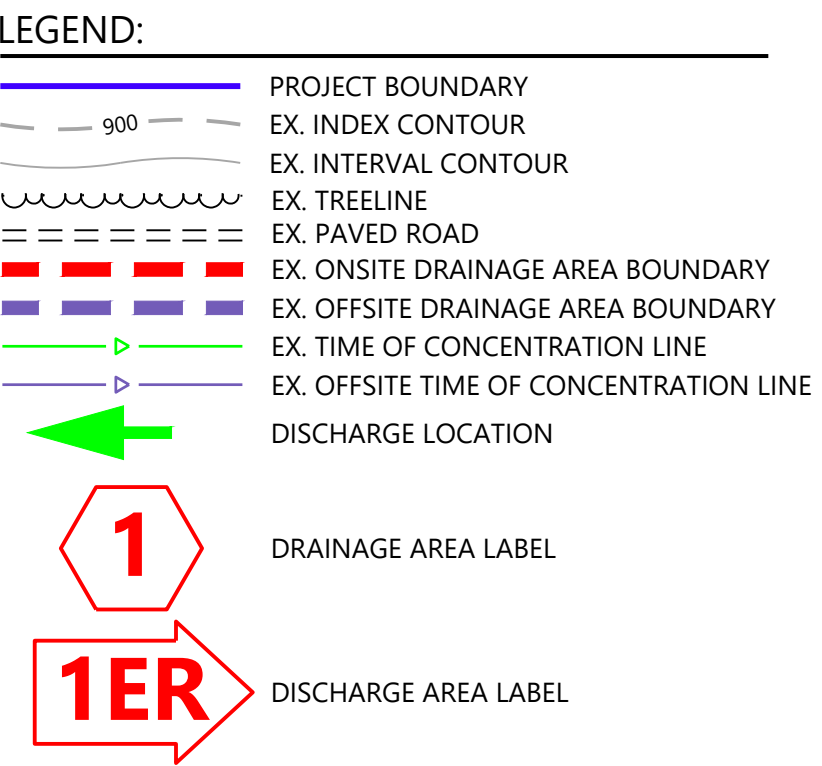 LEGEND:
PROJECT BOUNDARY
900 EX. INDEX CONTOUR
EX. INTERVAL CONTOUR
EX. TREELINE
EX. PAVED ROAD
EX. ONSITE DRAINAGE AREA BOUNDARY
EX. OFFSITE DRAINAGE AREA BOUNDARY
EX. TIME OF CONCENTRATION LINE
EX. OFFSITE TIME OF CONCENTRATION LINE
DISCHARGE LOCATION
1 DRAINAGE AREA LABEL
1ER DISCHARGE AREA LABEL